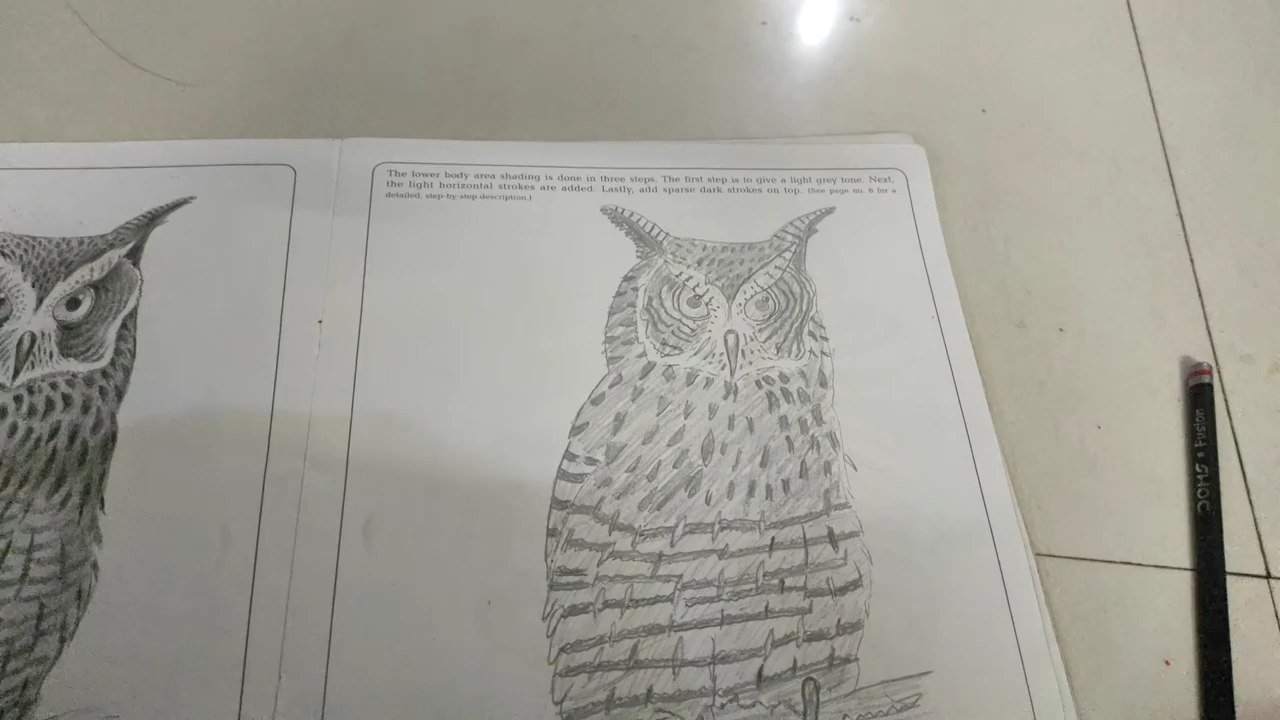 The lower body area shading is done in three steps. The first step is to give a light grey tone. Next,
the light horizontal strokes are added. Lastly, add sparse dark strokes on top. (See page no. 6 for a
detailed, step-by-step description.)
DOMS Fusion